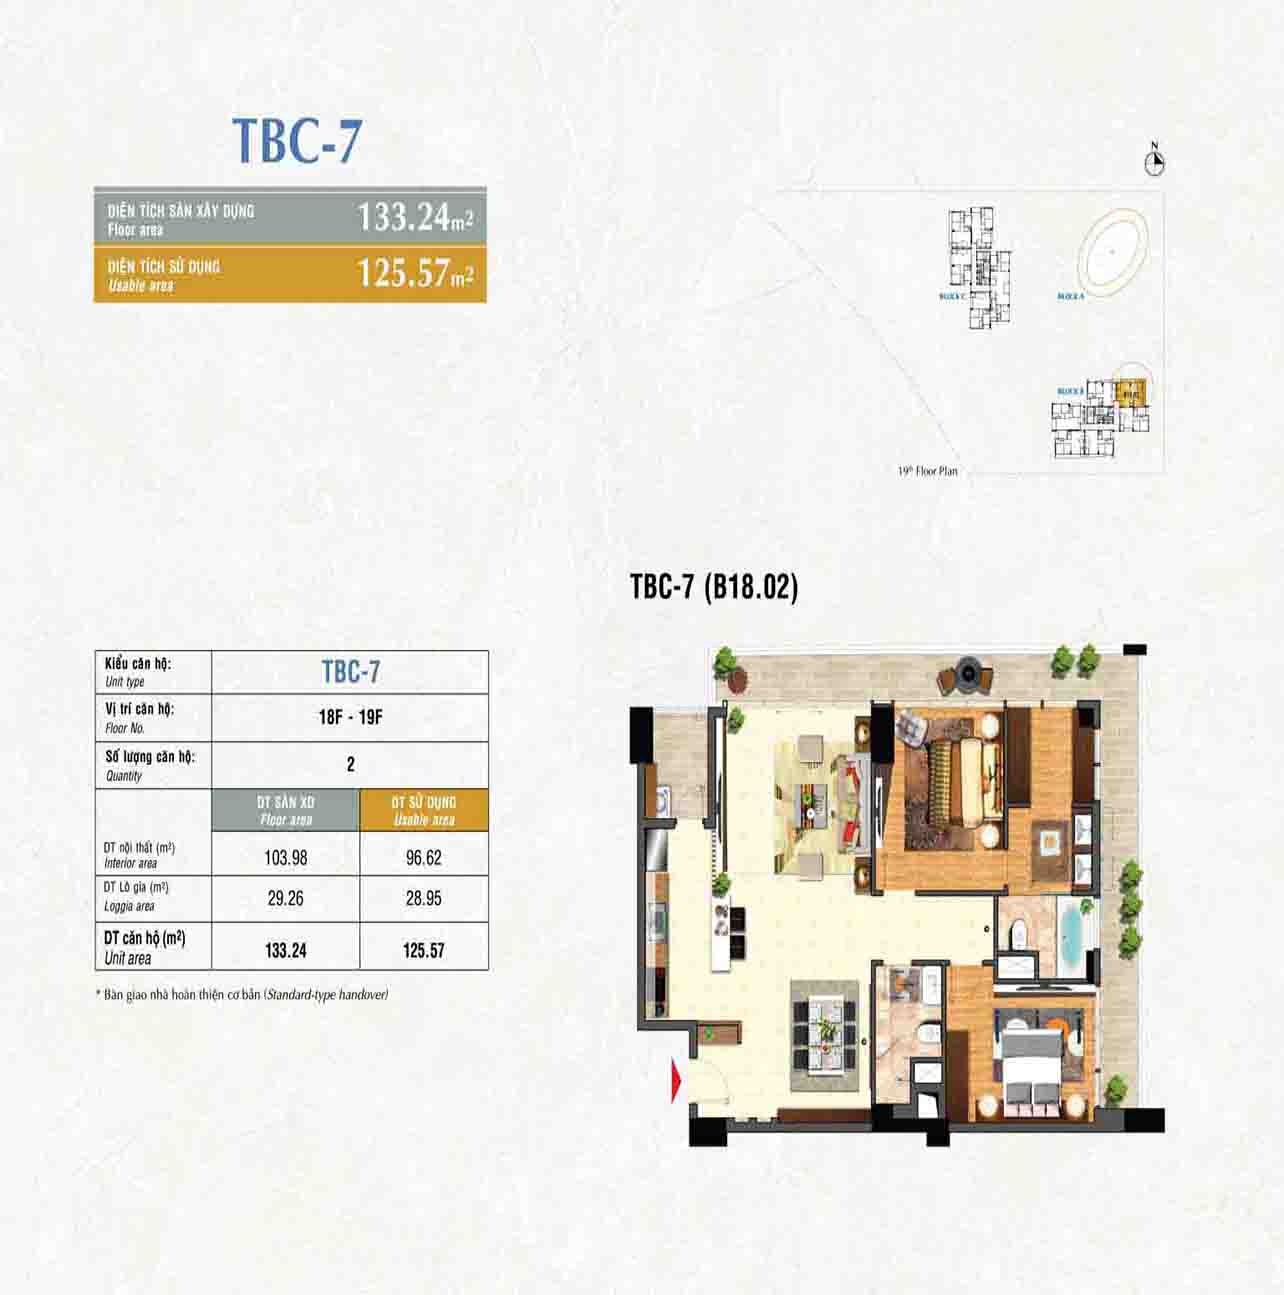 TBC-7
DIỆN TÍCH SÀN XÂY DỰNG
Floor area
133.24m²
DIỆN TÍCH SỬ DỤNG
Usable area
125.57m²
N
BLOCK C
BLOCK A
BLOCK B
19th Floor Plan
TBC-7 (B18.02)
Kiểu căn hộ:
Unit type
TBC-7
Vị trí căn hộ:
Floor No.
18F - 19F
Số lượng căn hộ:
Quantity
2
DT SÀN XD
Floor area
DT SỬ DỤNG
Usable area
DT nội thất (m²)
Interior area
103.98
96.62
DT Lô gia (m²)
Loggia area
29.26
28.95
DT căn hộ (m²)
Unit area
133.24
125.57
* Bàn giao nhà hoàn thiện cơ bản (Standard-type handover)